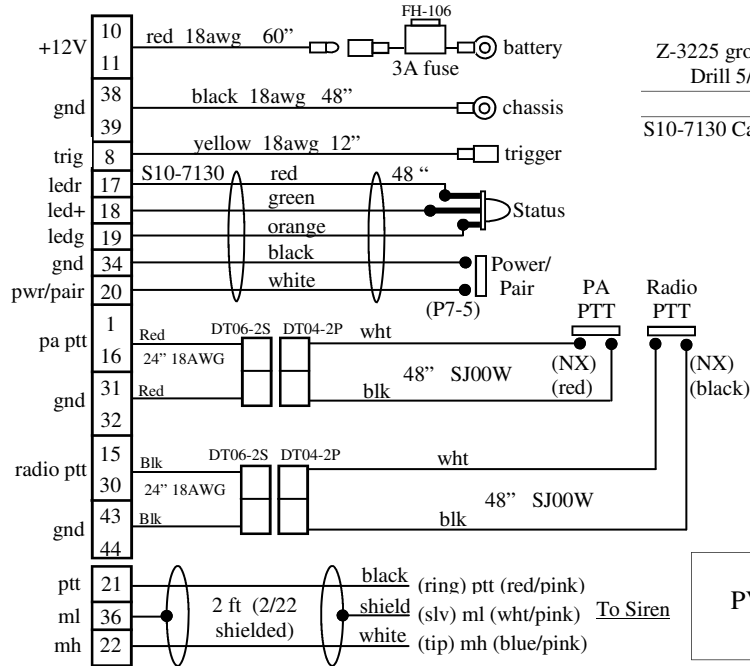 FH-106
10
+12V
red 18awg 60”
battery
11
3A fuse
Z-3225
Drill
38
gnd
black 18awg 48”
chassis
39
S10-7130
yellow 18awg 12”
trig
8
trigger
ledr
17
S10-7130
red
48 “
led+
18
green
Status
ledg
19
orange
gnd
34
black
Power/
Pair
pwr/pair
20
white
(P7-5)
PA
PTT
Radio
PTT
1
pa ptt
16
Red
DT06-2S
DT04-2P
wht
24” 18AWG
(NX)
(red)
(NX)
(black)
48” SJ00W
31
gnd
32
Red
blk
15
radio ptt
30
Blk
DT06-2S
DT04-2P
wht
24” 18AWG
48” SJ00W
43
gnd
44
Blk
blk
ptt
21
black
(ring) ptt (red/pink)
ml
36
2 ft (2/22
shielded)
shield
(slv) ml (wht/pink)
To Siren
mh
22
white
(tip) mh (blue/pink)